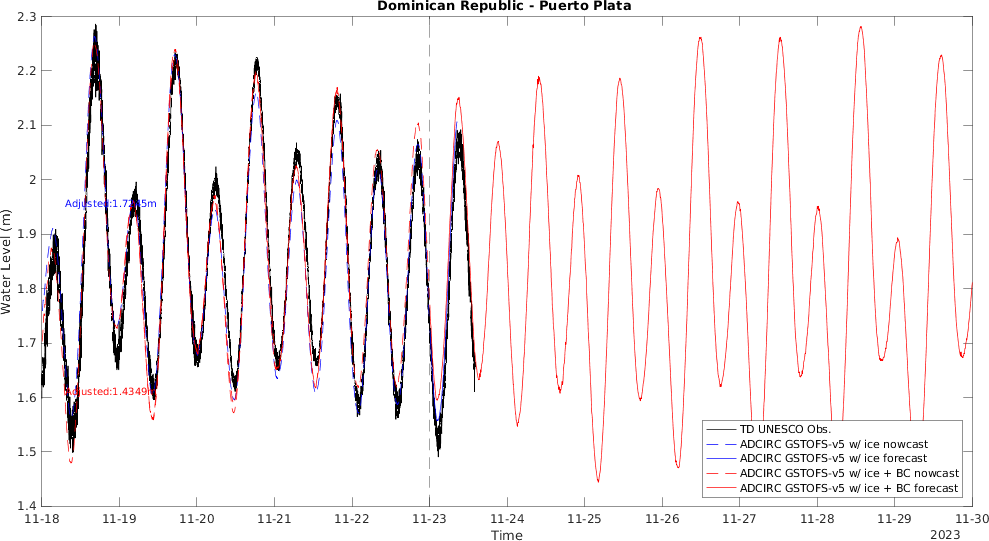 Dominican Republic - Puerto Plata
2.3
2.2
2.1
2
1.9
1.8
1.7
1.6
1.5
1.4
Water Level (m)
Adjusted:1.7245m
Adjusted:1.4349m
TD UNESCO Obs.
ADCIRC GSTOFS-v5 w/ ice nowcast
ADCIRC GSTOFS-v5 w/ ice forecast
ADCIRC GSTOFS-v5 w/ ice + BC nowcast
ADCIRC GSTOFS-v5 w/ ice + BC forecast
11-18 11-19 11-20 11-21 11-22 11-23 11-24 11-25 11-26 11-27 11-28 11-29 11-30
Time
2023